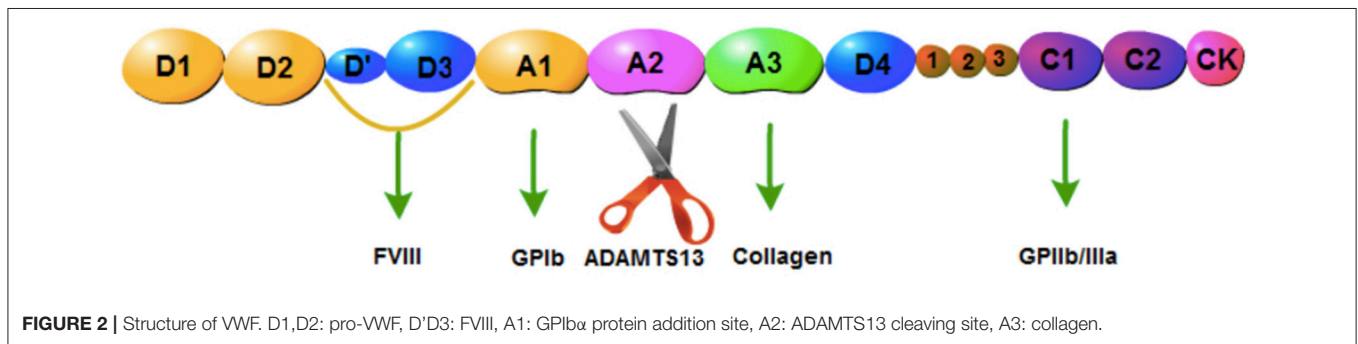 D1 D2 D' D3 A1 A2 A3 D4 1 2 3 C1 C2 CK
FVIII GPIb ADAMTS13 Collagen GPIIb/IIIa
FIGURE 2 | Structure of VWF. D1,D2: pro-VWF, D'D3: FVIII, A1: GPIbα protein addition site, A2: ADAMTS13 cleaving site, A3: collagen.